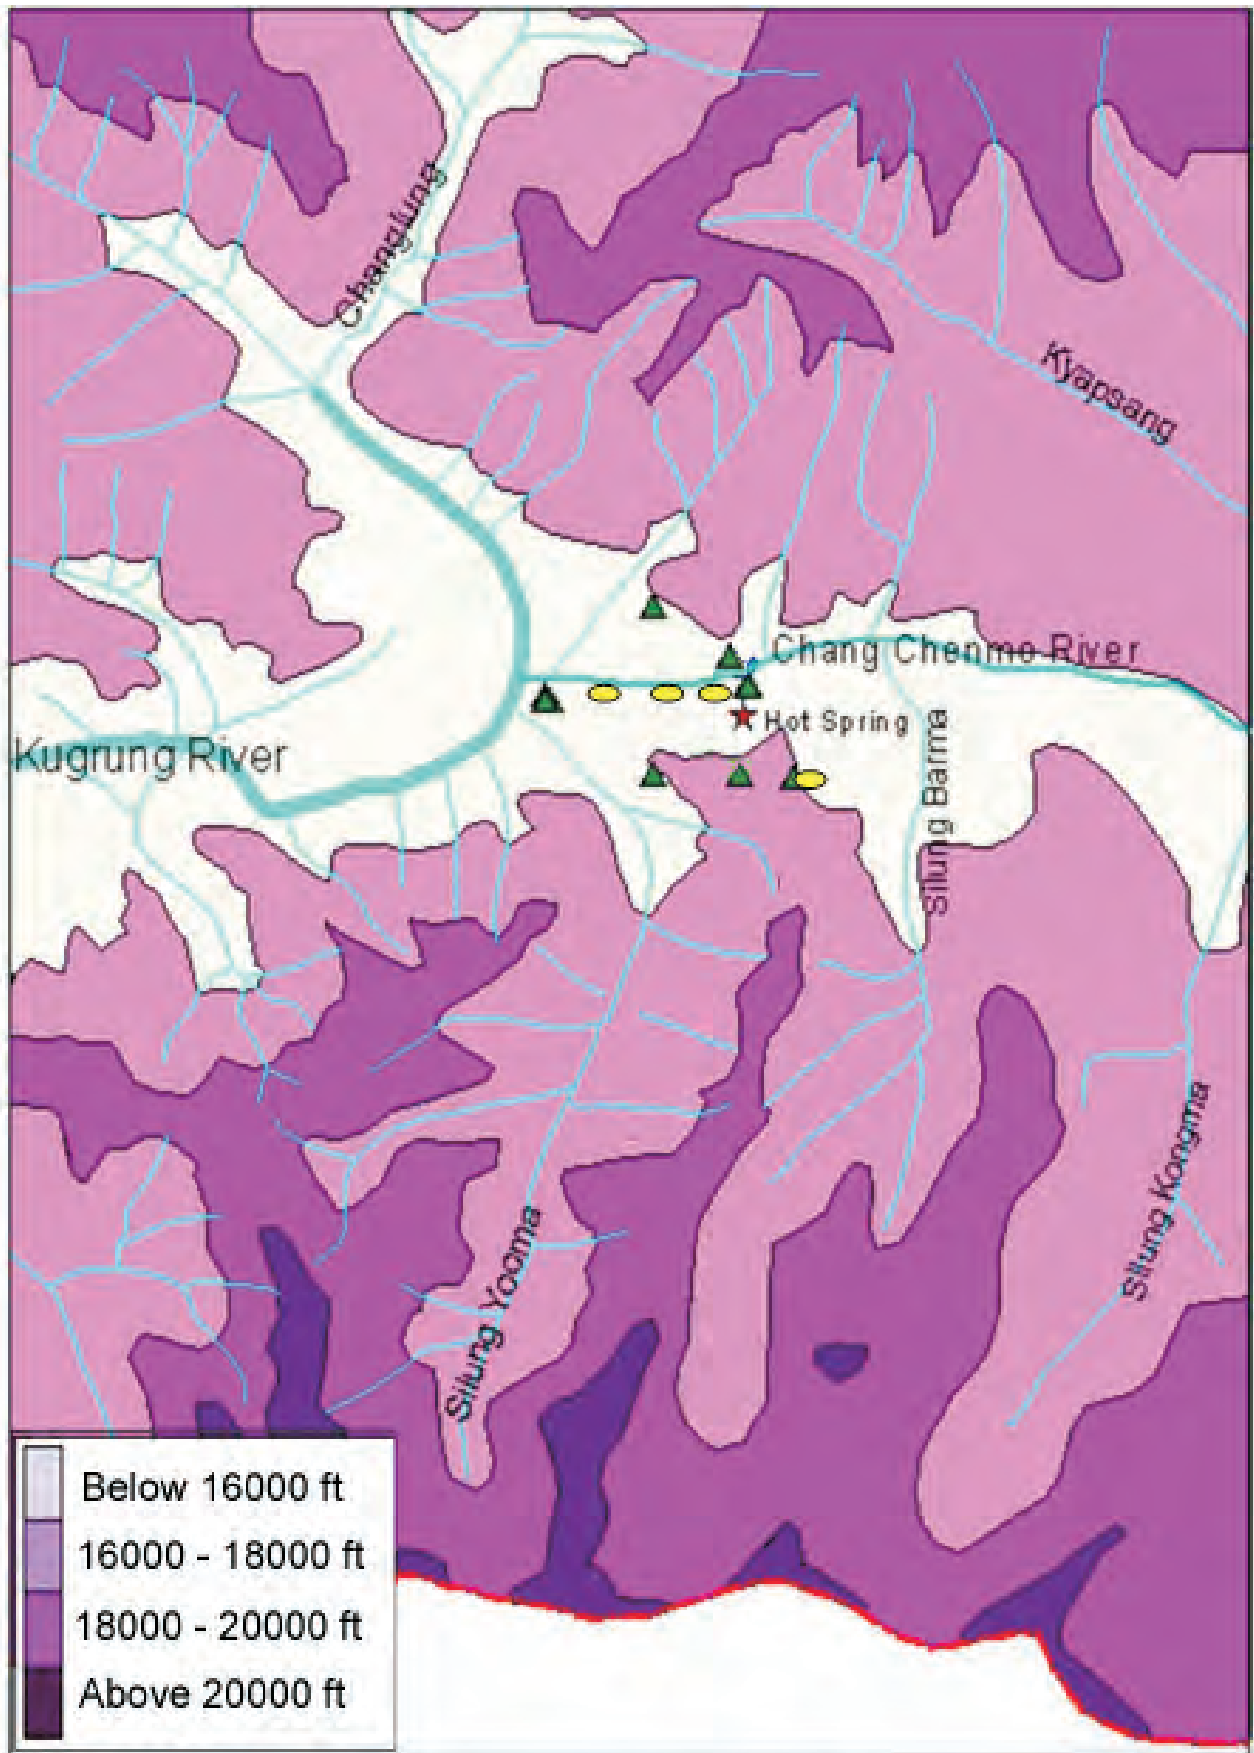 Changlung
Kyapsang
Chang Chenmo River
Hot Spring
Kugrung River
Silung Barma
Silung Kongma
Silung Yooma
Below 16000 ft
16000 - 18000 ft
18000 - 20000 ft
Above 20000 ft